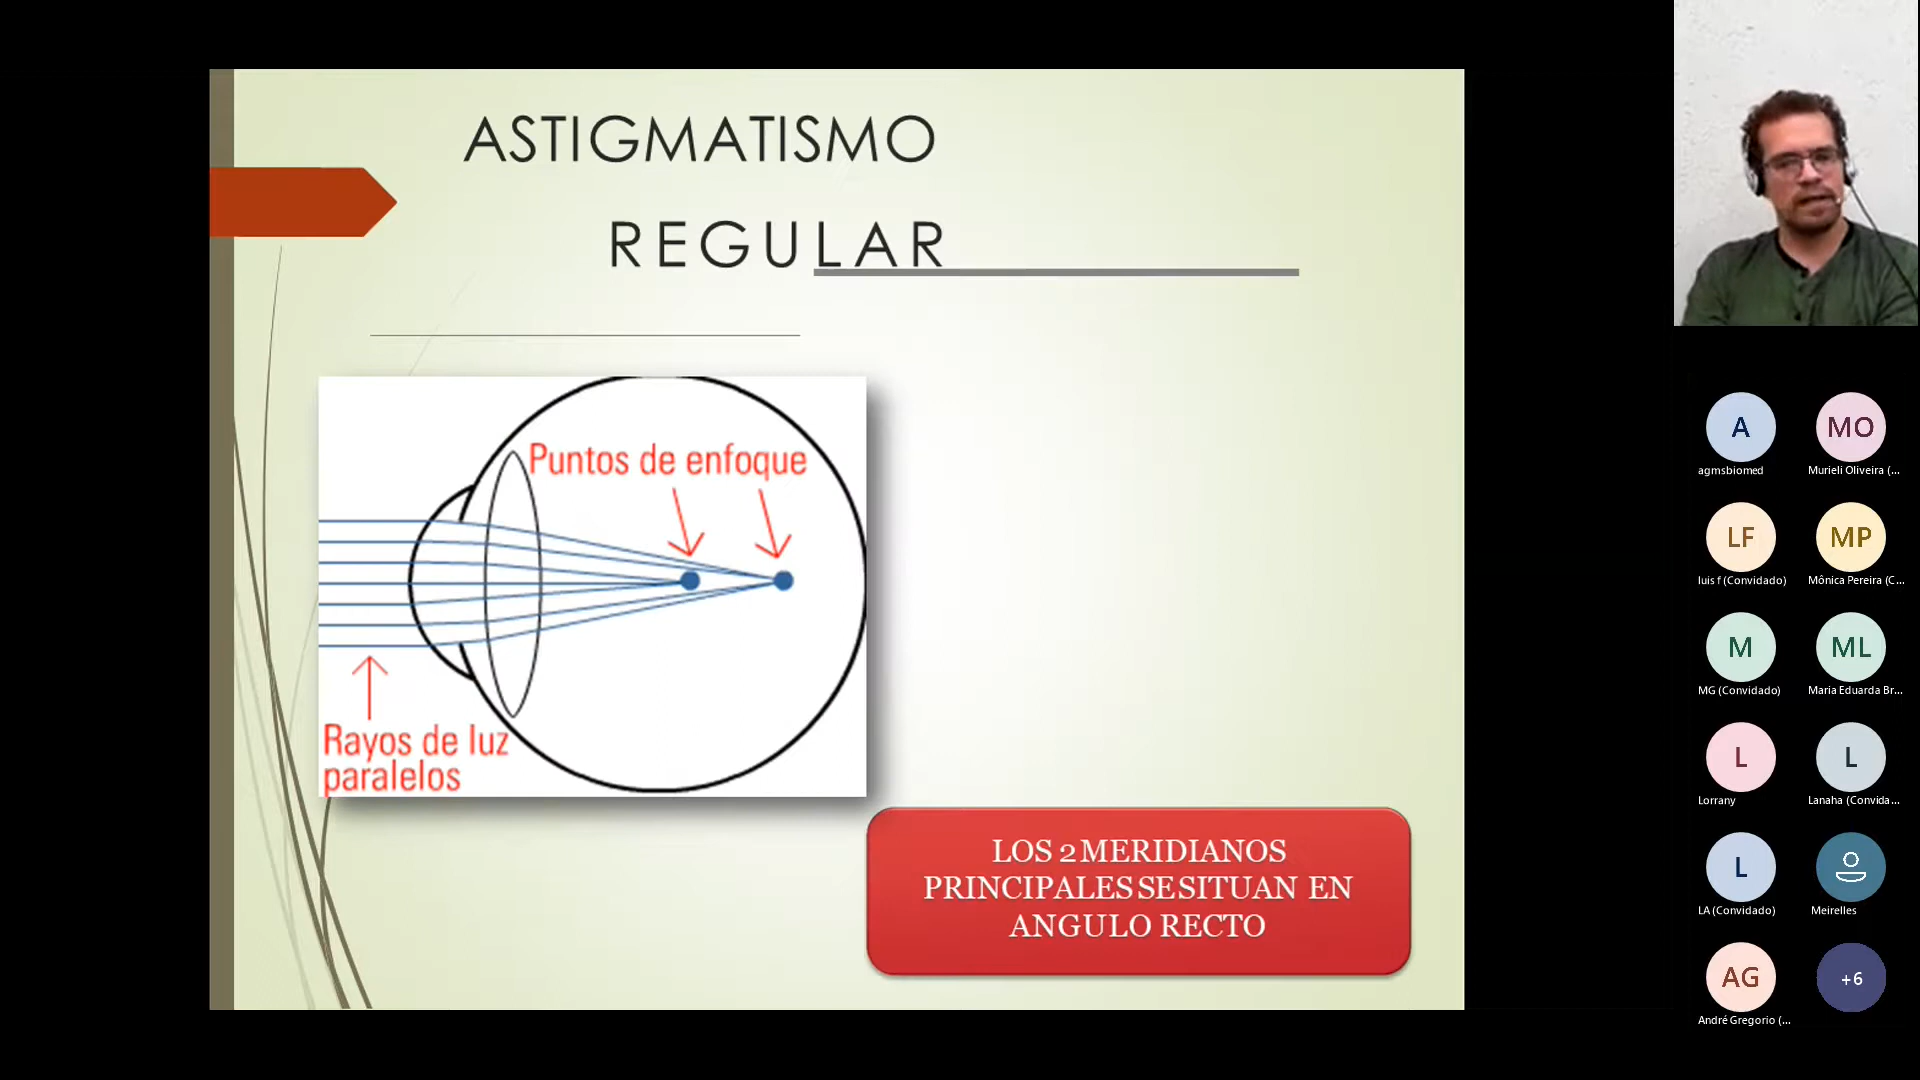 ASTIGMATISMO
REGULAR
Puntos de enfoque
Rayos de luz
paralelos
LOS 2 MERIDIANOS
PRINCIPALES SE SITUAN EN
ANGULO RECTO
A
agmsbiomed
MO
Murieli Oliveira (...
LF
luis f (Convidado)
MP
Mônica Pereira (C...
M
MG (Convidado)
ML
Maria Eduarda Br...
L
Lorrany
L
Lanaha (Convida...
L
LA (Convidado)
Meirelles
AG
André Gregorio (...
+6